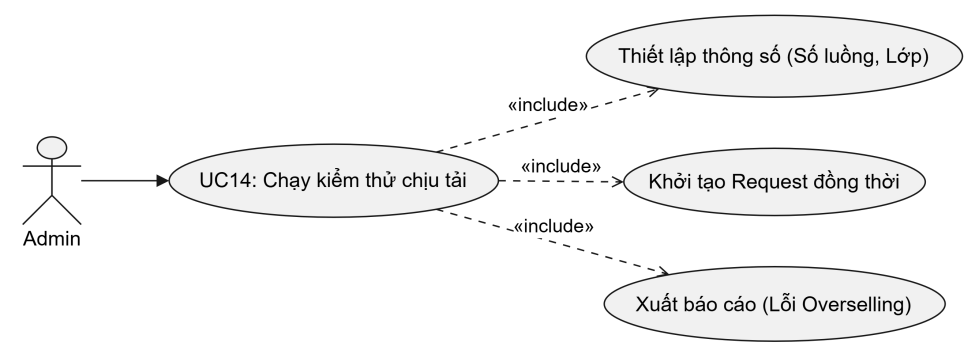 Thiết lập thông số (Số luồng, Lớp)
«include»
UC14: Chạy kiểm thử chịu tải
«include»
Khởi tạo Request đồng thời
Admin
«include»
Xuất báo cáo (Lỗi Overselling)